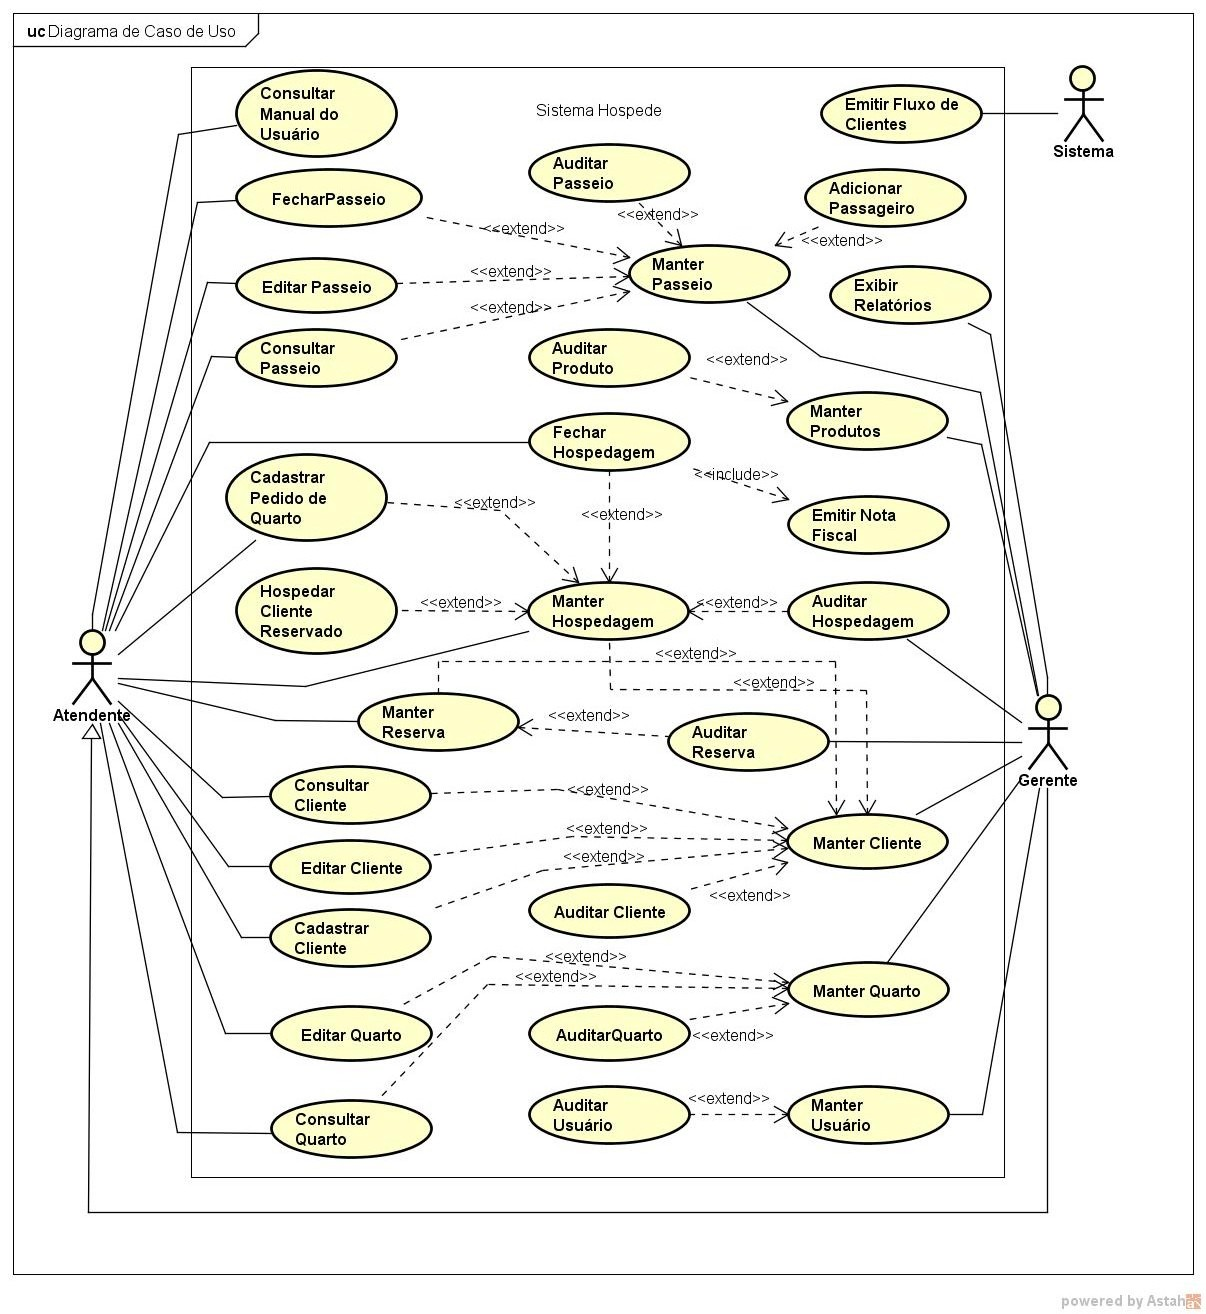 uc Diagrama de Caso de Uso
Sistema Hospede
Consultar
Manual do
Usuário
Emitir Fluxo de
Clientes
Sistema
Auditar
Passeio
FecharPasseio
Adicionar
Passageiro
<<extend>>
<<extend>>
<<extend>>
Manter
Passeio
Editar Passeio
<<extend>>
Exibir
Relatórios
<<extend>>
Consultar
Passeio
Auditar
Produto
<<extend>>
Manter
Produtos
Fechar
Hospedagem
Cadastrar
Pedido de
Quarto
<<include>>
<<extend>>
<<extend>>
Emitir Nota
Fiscal
Hospedar
Cliente
Reservado
<<extend>>
Manter
Hospedagem
<<extend>>
Auditar
Hospedagem
<<extend>>
<<extend>>
Atendente
Manter
Reserva
<<extend>>
Auditar
Reserva
Gerente
Consultar
Cliente
<<extend>>
<<extend>>
Manter Cliente
Editar Cliente
<<extend>>
<<extend>>
Auditar Cliente
Cadastrar
Cliente
<<extend>>
<<extend>>
Manter Quarto
Editar Quarto
AuditarQuarto
<<extend>>
Consultar
Quarto
Auditar
Usuário
<<extend>>
Manter
Usuário
powered by Astah